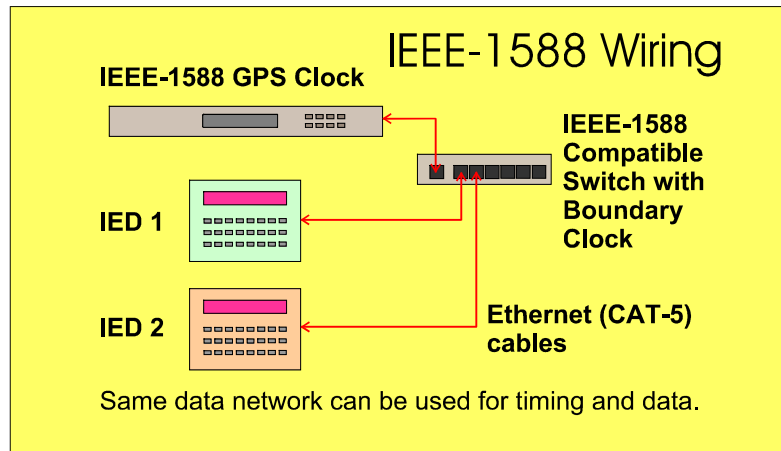 IEEE-1588 Wiring
IEEE-1588 GPS Clock
IEEE-1588
Compatible
Switch with
Boundary
Clock
IED 1
IED 2
Ethernet (CAT-5)
cables
Same data network can be used for timing and data.